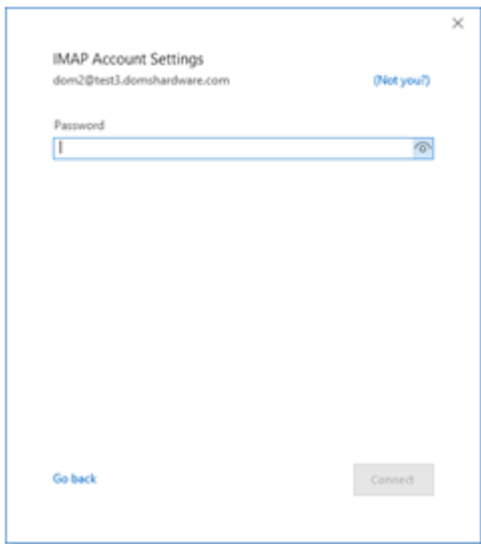 IMAP Account Settings
dom2@test3.domshardware.com
(Not you?)
Password
Go back
Connect